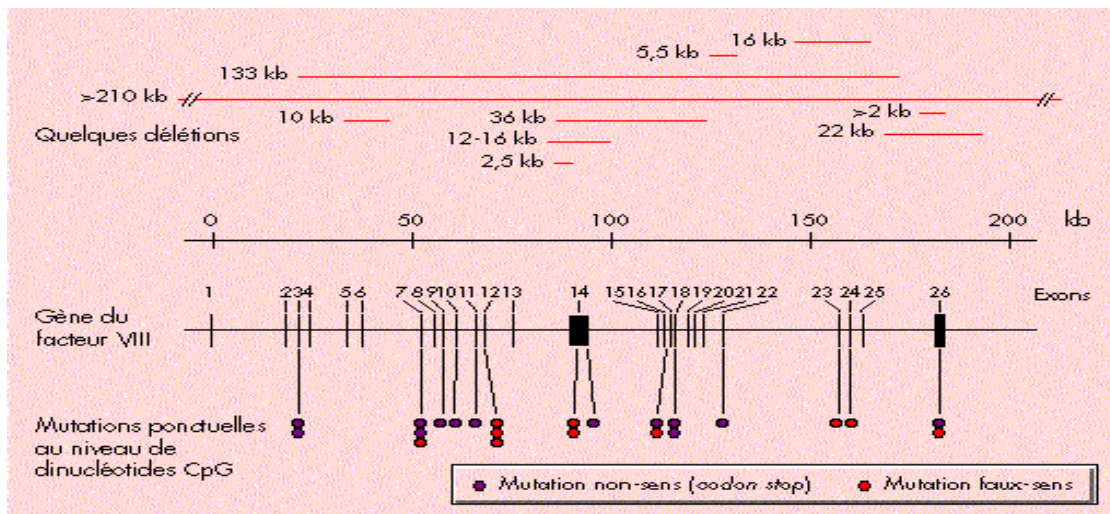 16 kb
5,5 kb
133 kb
>210 kb
10 kb
36 kb
>2 kb
Quelques délétions
12-16 kb
22 kb
2,5 kb
0 50 100 150 200 kb
1 2 3 4 5 6 7 8 9 10 11 12 13 14 15 16 17 18 19 20 21 22 23 24 25 26 Exons
Gène du
facteur VIII
Mutations ponctuelles
au niveau de
dinucléotides CpG
Mutation non-sens (codon stop) Mutation faux-sens